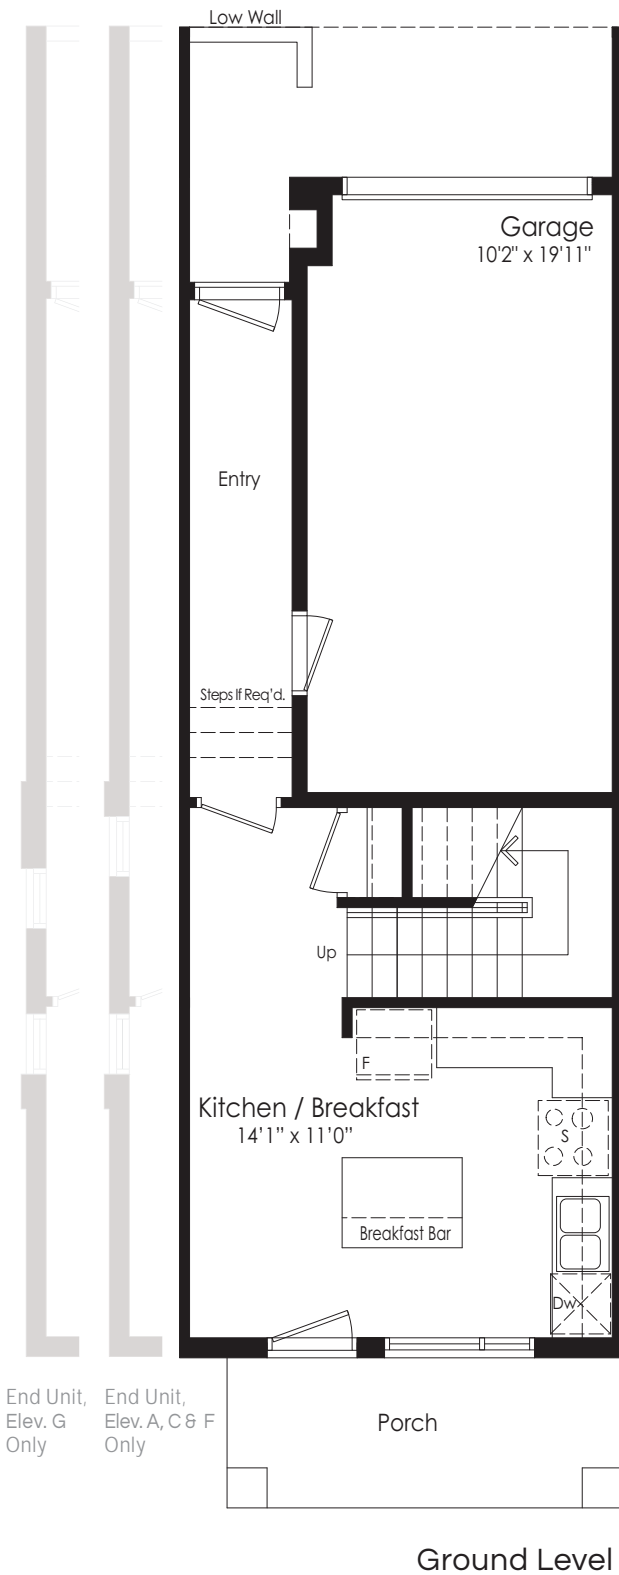 Low Wall
Garage
10'2" x 19'11"
Entry
Steps If Req'd.
Up
F
Kitchen / Breakfast
14'1" x 11'0"
S
Breakfast Bar
Dw
End Unit,
Elev. G
Only
End Unit,
Elev. A, C & F
Only
Porch
Ground Level